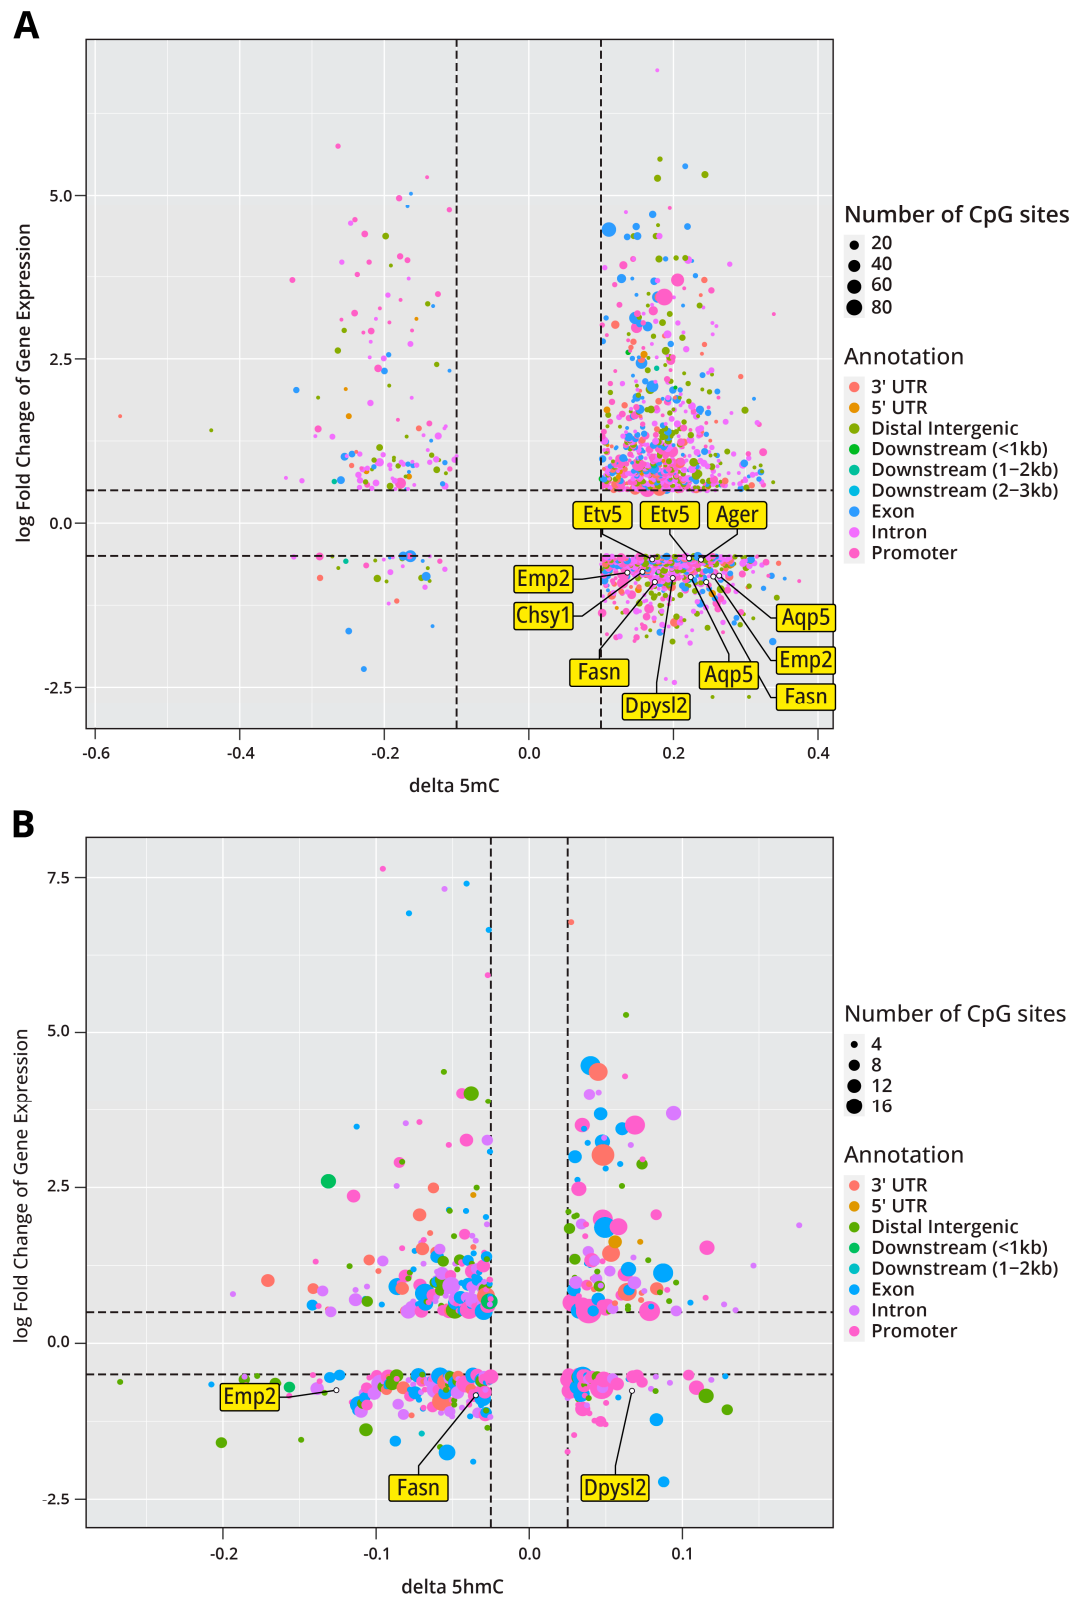 A
log Fold Change of Gene Expression
5.0
2.5
0.0
-2.5
Etv5
Etv5
Ager
Emp2
Chsy1
Fasn
Dpysl2
Aqp5
Aqp5
Emp2
Fasn
-0.6
-0.4
-0.2
0.0
0.2
0.4
delta 5mC
Number of CpG sites
20
40
60
80
Annotation
3' UTR
5' UTR
Distal Intergenic
Downstream (<1kb)
Downstream (1−2kb)
Downstream (2−3kb)
Exon
Intron
Promoter
B
log Fold Change of Gene Expression
7.5
5.0
2.5
0.0
-2.5
Emp2
Fasn
Dpysl2
-0.2
-0.1
0.0
0.1
delta 5hmC
Number of CpG sites
4
8
12
16
Annotation
3' UTR
5' UTR
Distal Intergenic
Downstream (<1kb)
Downstream (1−2kb)
Exon
Intron
Promoter